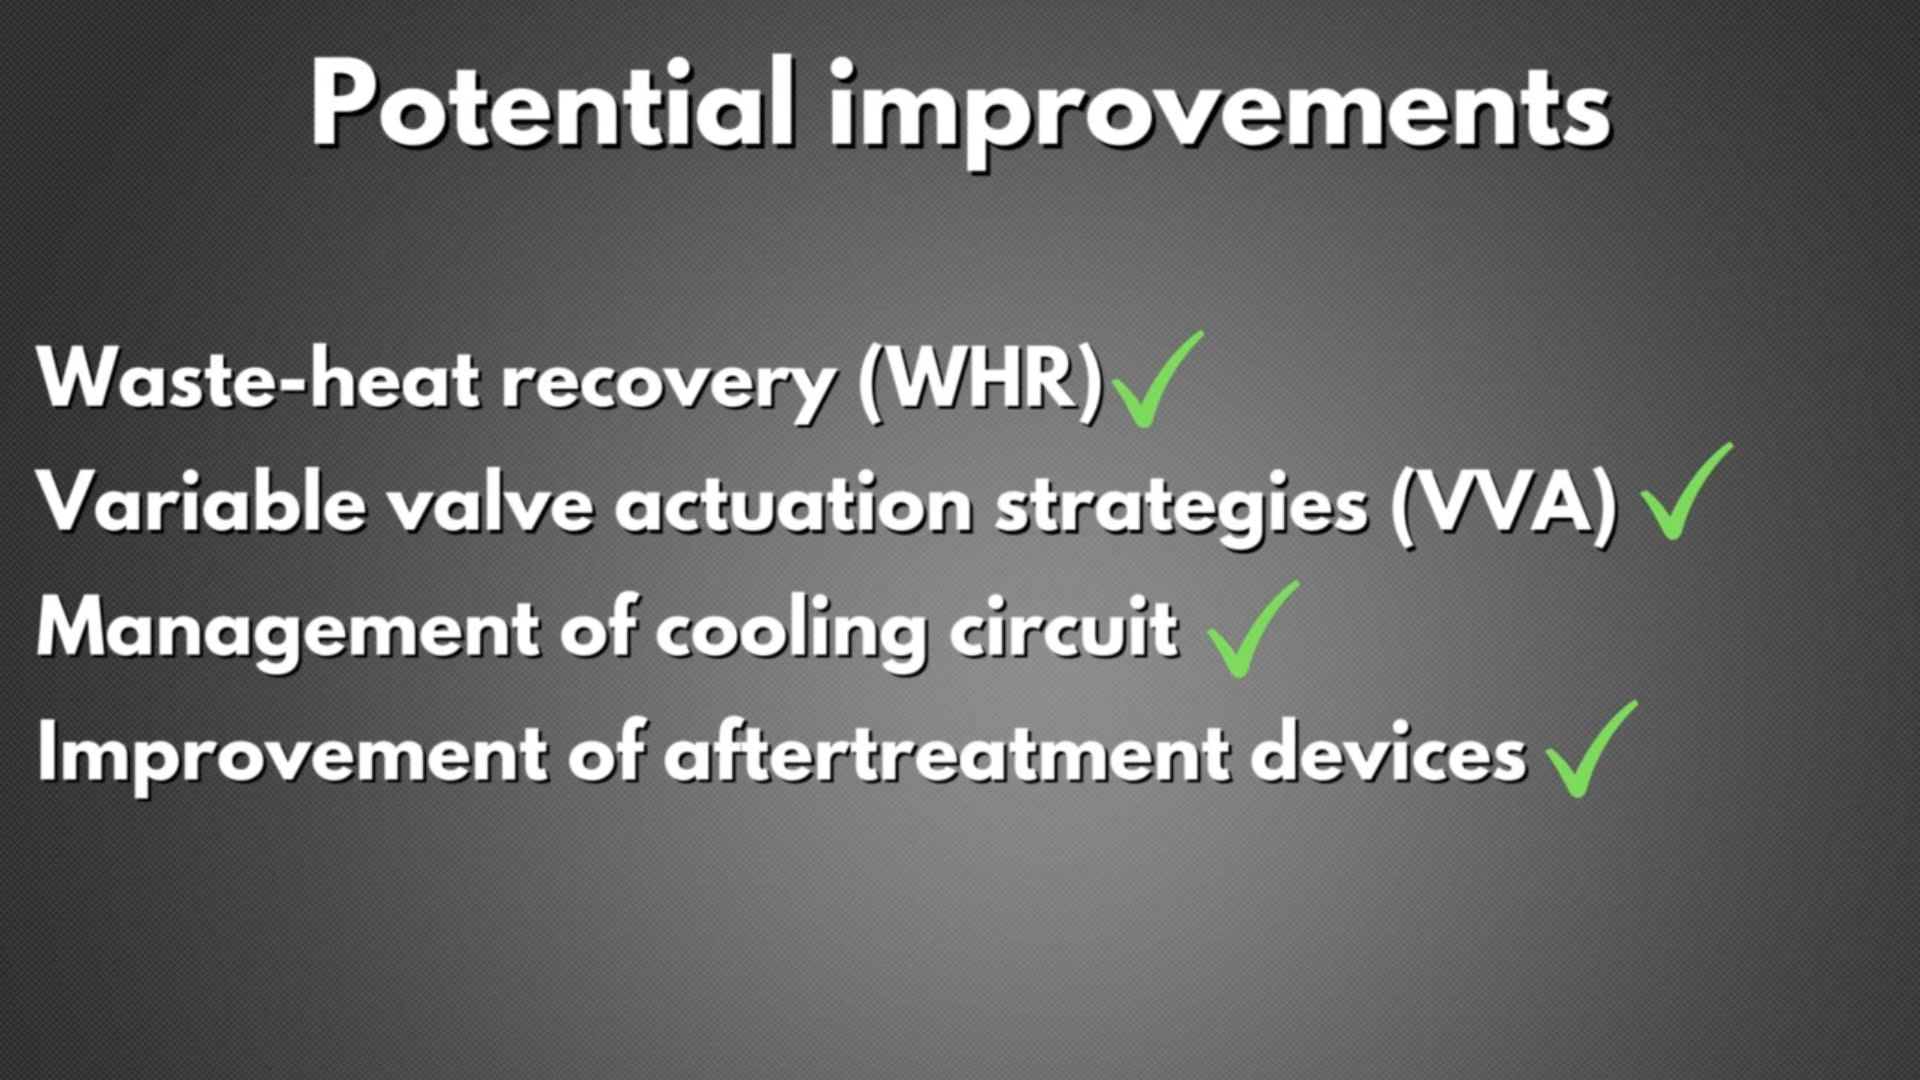 Potential improvements
Waste-heat recovery (WHR)
Variable valve actuation strategies (VVA)
Management of cooling circuit
Improvement of aftertreatment devices